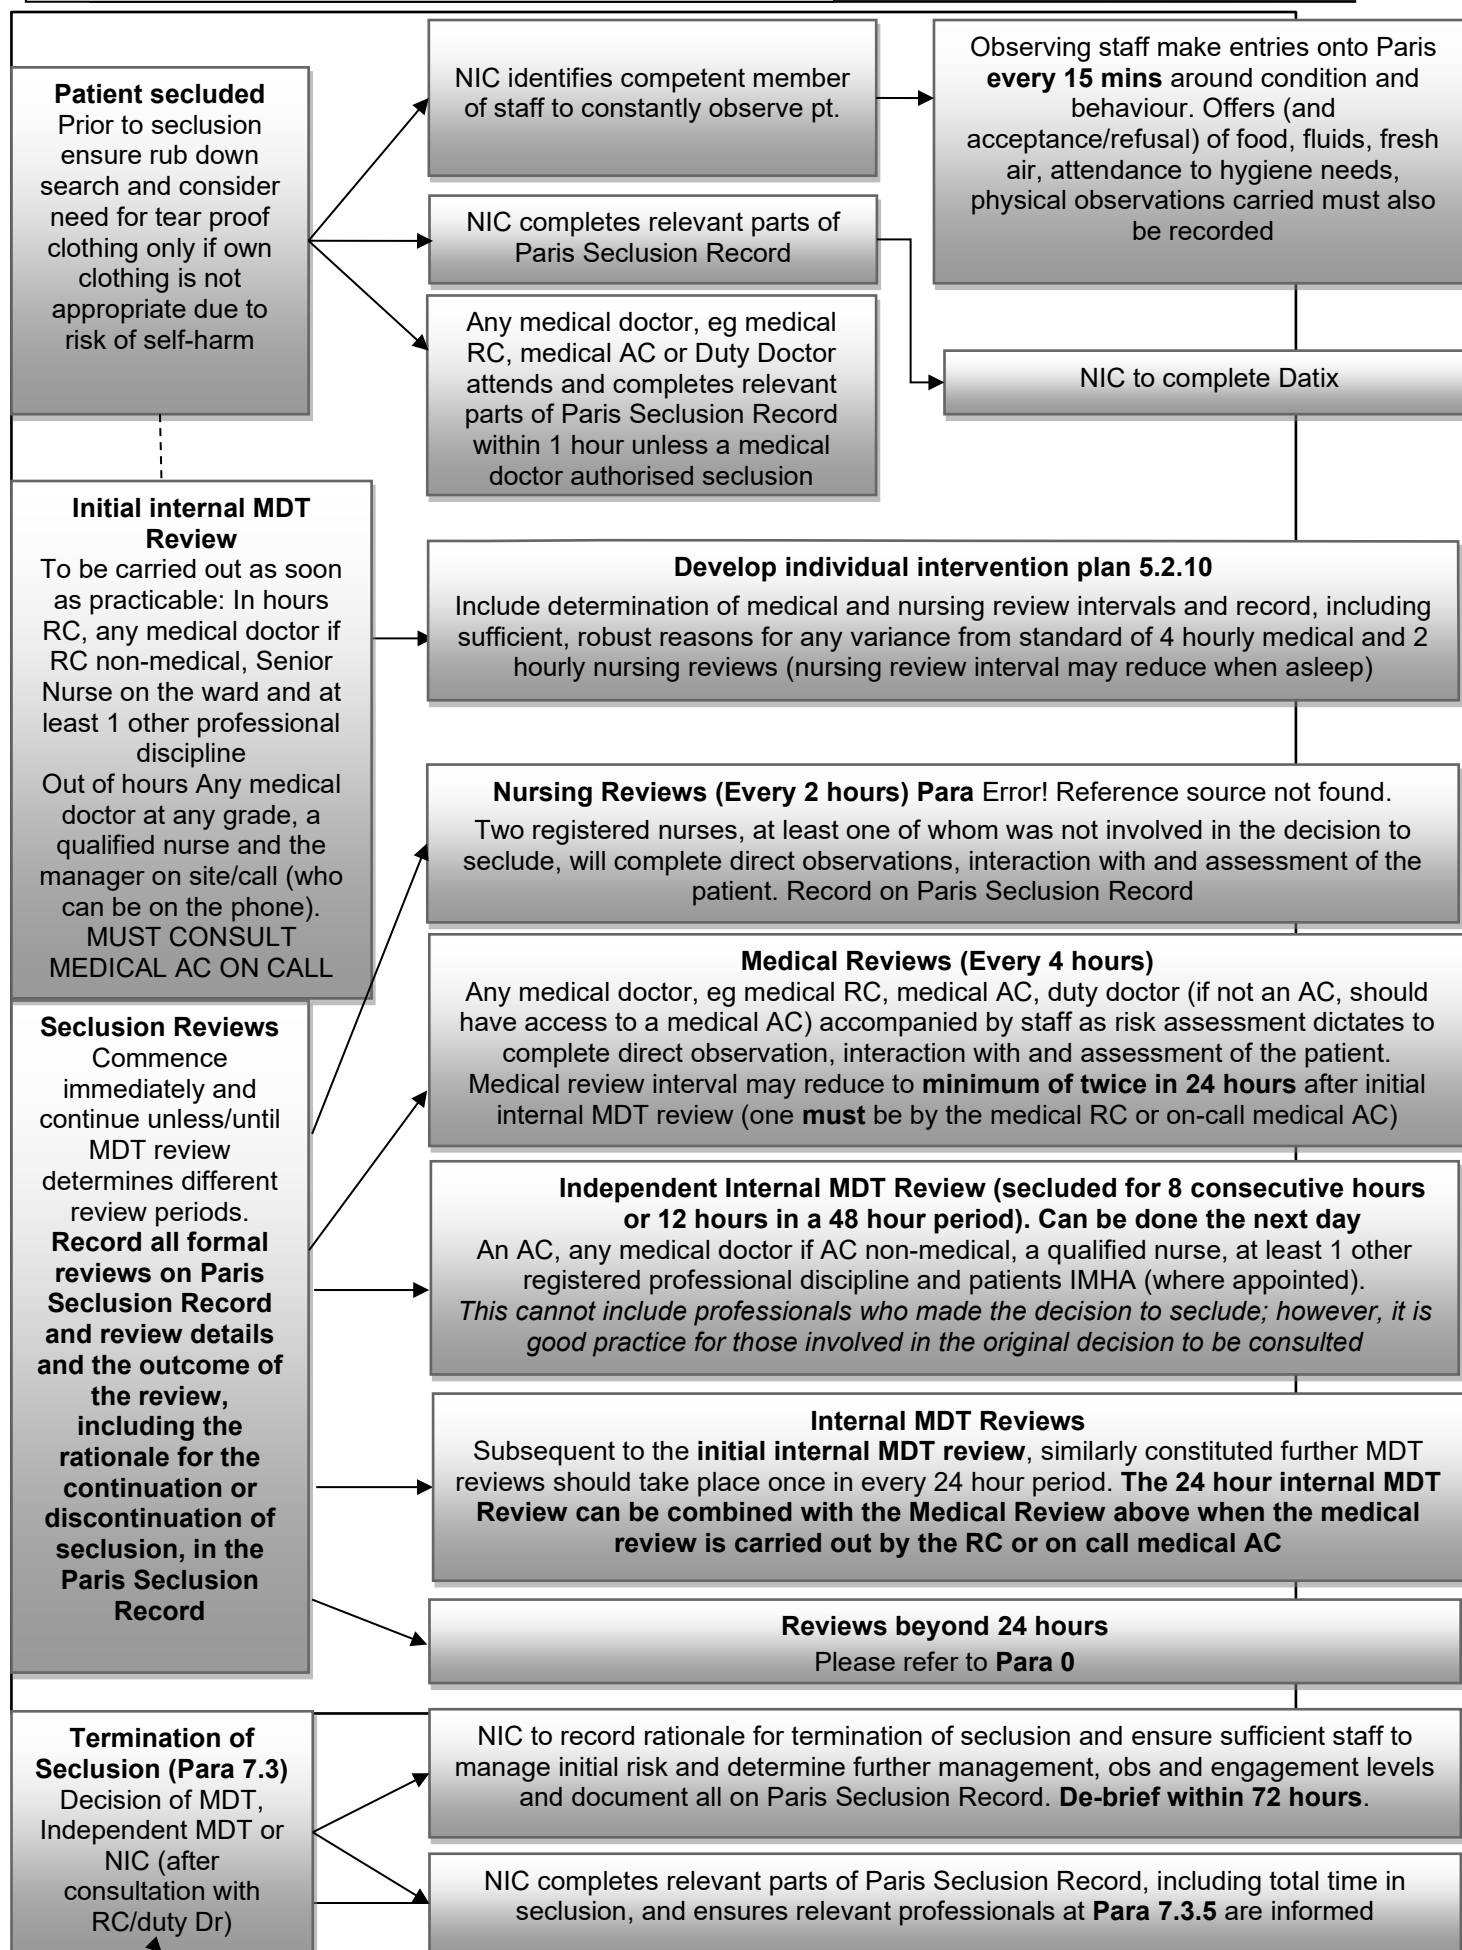 Patient secluded
Prior to seclusion
ensure rub down
search and consider
need for tear proof
clothing only if own
clothing is not
appropriate due to
risk of self-harm
NIC identifies competent member
of staff to constantly observe pt.
Observing staff make entries onto Paris
every 15 mins around condition and
behaviour. Offers (and
acceptance/refusal) of food, fluids, fresh
air, attendance to hygiene needs,
physical observations carried must also
be recorded
NIC completes relevant parts of
Paris Seclusion Record
NIC to complete Datix
Any medical doctor, eg medical
RC, medical AC or Duty Doctor
attends and completes relevant
parts of Paris Seclusion Record
within 1 hour unless a medical
doctor authorised seclusion
Initial internal MDT
Review
To be carried out as soon
as practicable: In hours
RC, any medical doctor if
RC non-medical, Senior
Nurse on the ward and at
least 1 other professional
discipline
Out of hours Any medical
doctor at any grade, a
qualified nurse and the
manager on site/call (who
can be on the phone).
MUST CONSULT
MEDICAL AC ON CALL
Develop individual intervention plan 5.2.10
Include determination of medical and nursing review intervals and record, including
sufficient, robust reasons for any variance from standard of 4 hourly medical and 2
hourly nursing reviews (nursing review interval may reduce when asleep)
Seclusion Reviews
Commence
immediately and
continue unless/until
MDT review
determines different
review periods.
Record all formal
reviews on Paris
Seclusion Record
and review details
and the outcome of
the review,
including the
rationale for the
continuation or
discontinuation of
seclusion, in the
Paris Seclusion
Record
Nursing Reviews (Every 2 hours) Para Error! Reference source not found.
Two registered nurses, at least one of whom was not involved in the decision to
seclude, will complete direct observations, interaction with and assessment of the
patient. Record on Paris Seclusion Record
Medical Reviews (Every 4 hours)
Any medical doctor, eg medical RC, medical AC, duty doctor (if not an AC, should
have access to a medical AC) accompanied by staff as risk assessment dictates to
complete direct observation, interaction with and assessment of the patient.
Medical review interval may reduce to minimum of twice in 24 hours after initial
internal MDT review (one must be by the medical RC or on-call medical AC)
Independent Internal MDT Review (secluded for 8 consecutive hours
or 12 hours in a 48 hour period). Can be done the next day
An AC, any medical doctor if AC non-medical, a qualified nurse, at least 1 other
registered professional discipline and patients IMHA (where appointed).
This cannot include professionals who made the decision to seclude; however, it is
good practice for those involved in the original decision to be consulted
Internal MDT Reviews
Subsequent to the initial internal MDT review, similarly constituted further MDT
reviews should take place once in every 24 hour period. The 24 hour internal MDT
Review can be combined with the Medical Review above when the medical
review is carried out by the RC or on call medical AC
Reviews beyond 24 hours
Please refer to Para 0
Termination of
Seclusion (Para 7.3)
Decision of MDT,
Independent MDT or
NIC (after
consultation with
RC/duty Dr)
NIC to record rationale for termination of seclusion and ensure sufficient staff to
manage initial risk and determine further management, obs and engagement levels
and document all on Paris Seclusion Record. De-brief within 72 hours.
NIC completes relevant parts of Paris Seclusion Record, including total time in
seclusion, and ensures relevant professionals at Para 7.3.5 are informed